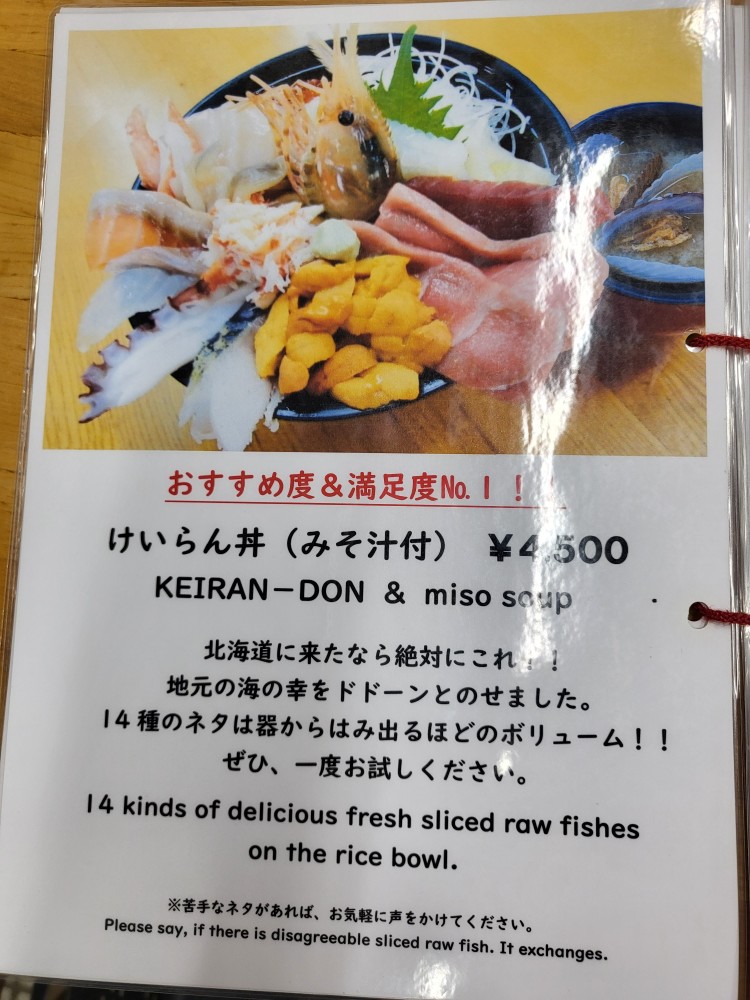 おすすめ度＆満足度№１！
けいらん丼（みそ汁付） ￥4,500
KEIRAN－DON ＆ miso soup
北海道に来たなら絶対にこれ！！
地元の海の幸をドドーンとのせました。
14種のネタは器からはみ出るほどのボリューム！！
ぜひ、一度お試しください。
14 kinds of delicious fresh sliced raw fishes
on the rice bowl.
※苦手なネタがあれば、お気軽に声をかけてください。
Please say, if there is disagreeable sliced raw fish. It exchanges.